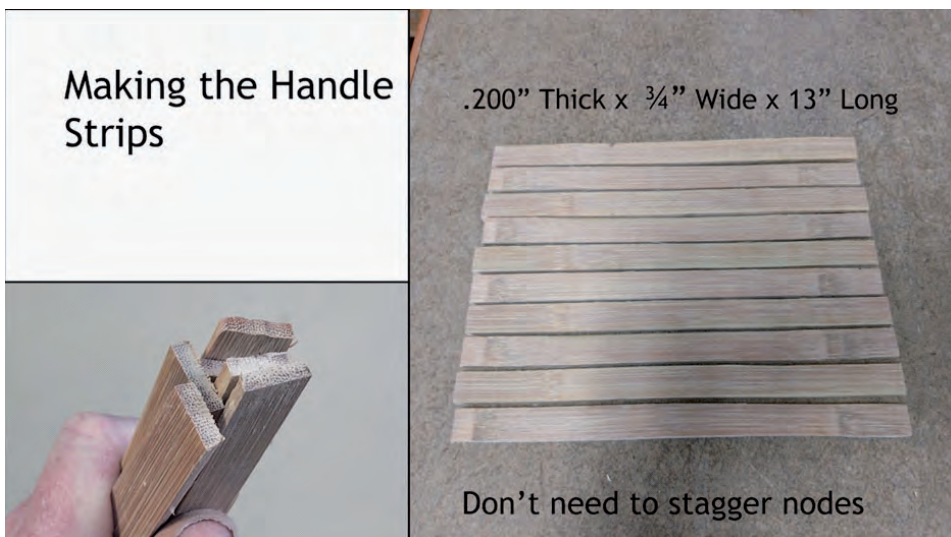 Making the Handle
Strips
.200” Thick x ¾” Wide x 13” Long
Don’t need to stagger nodes